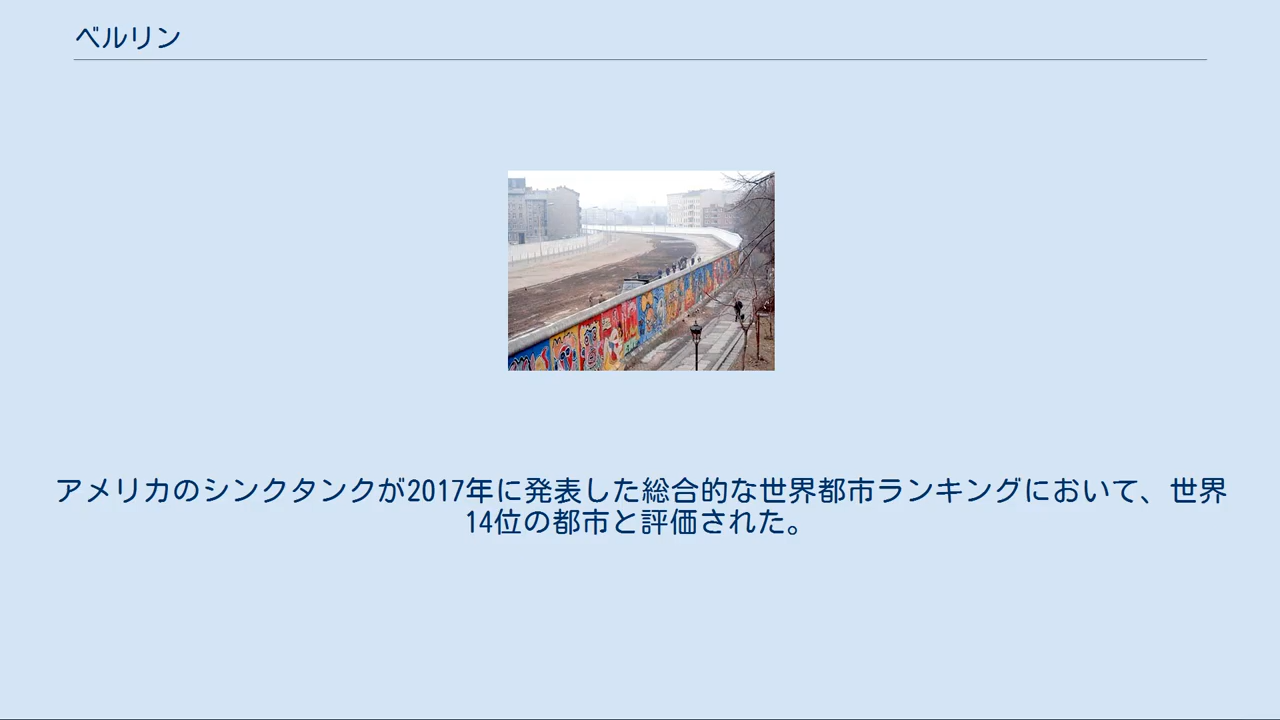 ベルリン
アメリカのシンクタンクが2017年に発表した総合的な世界都市ランキングにおいて、世界
14位の都市と評価された。